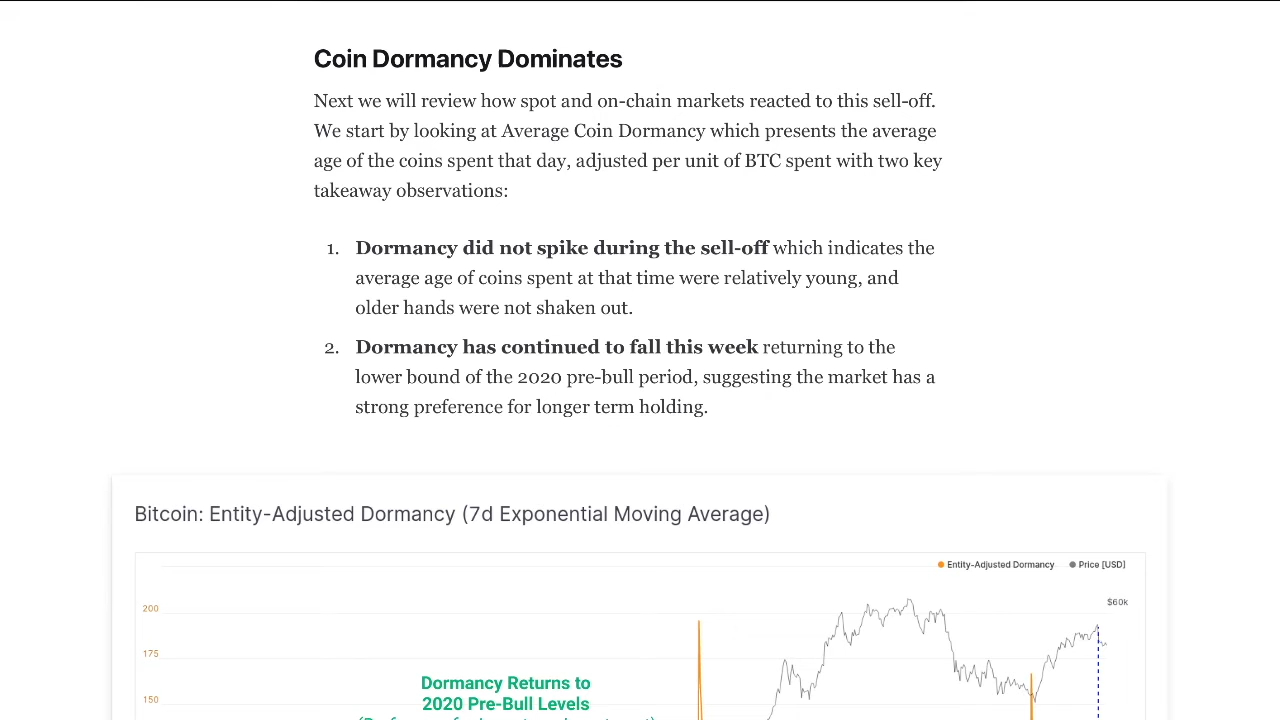 Coin Dormancy Dominates
Next we will review how spot and on-chain markets reacted to this sell-off.
We start by looking at Average Coin Dormancy which presents the average
age of the coins spent that day, adjusted per unit of BTC spent with two key
takeaway observations:
1. Dormancy did not spike during the sell-off which indicates the
average age of coins spent at that time were relatively young, and
older hands were not shaken out.
2. Dormancy has continued to fall this week returning to the
lower bound of the 2020 pre-bull period, suggesting the market has a
strong preference for longer term holding.
Bitcoin: Entity-Adjusted Dormancy (7d Exponential Moving Average)
Entity-Adjusted Dormancy Price [USD]
$60k
200
175
Dormancy Returns to
150
2020 Pre-Bull Levels